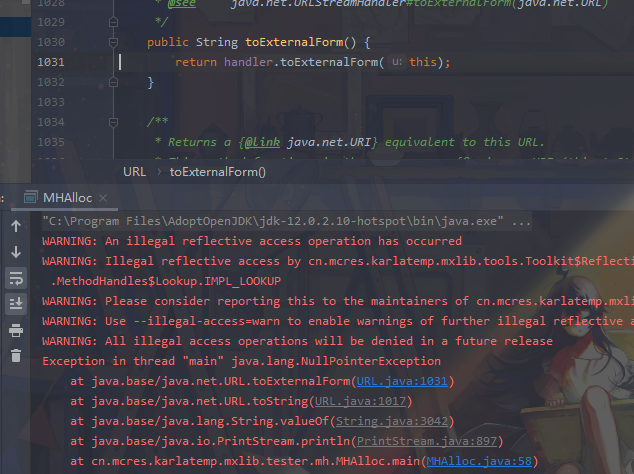 1028 * @see java.net.URLStreamHandler#toExternalForm(java.net.URL)
1029 */
1030 public String toExternalForm() {
1031 return handler.toExternalForm( u: this);
1032 }
1033
1034 /**
1035 * Returns a {@link java.net.URI} equivalent to this URL.
URL > toExternalForm()
MHAlloc ×
"C:\Program Files\AdoptOpenJDK\jdk-12.0.2.10-hotspot\bin\java.exe" ...
WARNING: An illegal reflective access operation has occurred
WARNING: Illegal reflective access by cn.mcres.karlatemp.mxlib.tools.Toolkit$Reflecti
.MethodHandles$Lookup.IMPL_LOOKUP
WARNING: Please consider reporting this to the maintainers of cn.mcres.karlatemp.mxli
WARNING: Use --illegal-access=warn to enable warnings of further illegal reflective a
WARNING: All illegal access operations will be denied in a future release
Exception in thread "main" java.lang.NullPointerException
at java.base/java.net.URL.toExternalForm(URL.java:1031)
at java.base/java.net.URL.toString(URL.java:1017)
at java.base/java.lang.String.valueOf(String.java:3042)
at java.base/java.io.PrintStream.println(PrintStream.java:897)
at cn.mcres.karlatemp.mxlib.tester.mh.MHAlloc.main(MHAlloc.java:58)